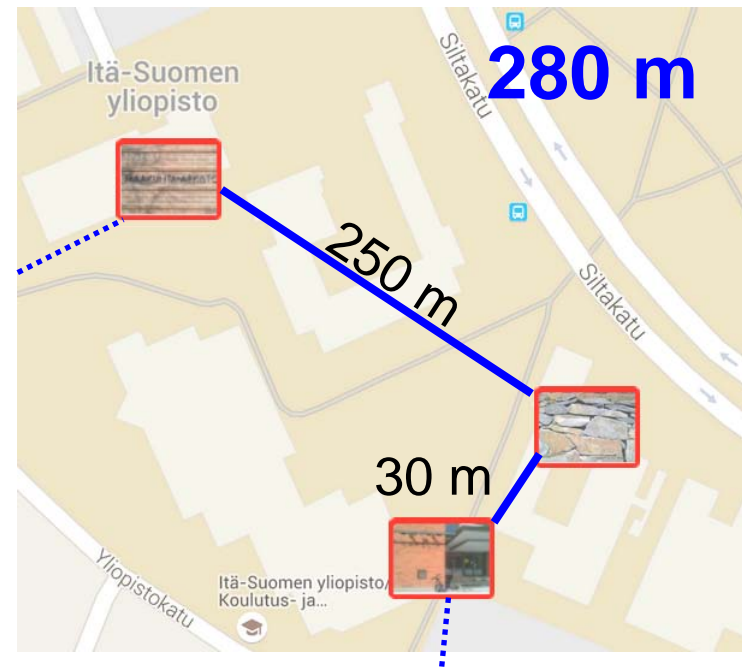 Itä-Suomen
yliopisto
Siltakatu
280 m
250 m
Siltakatu
30 m
Yliopistokatu
Itä-Suomen yliopisto/
Koulutus- ja...